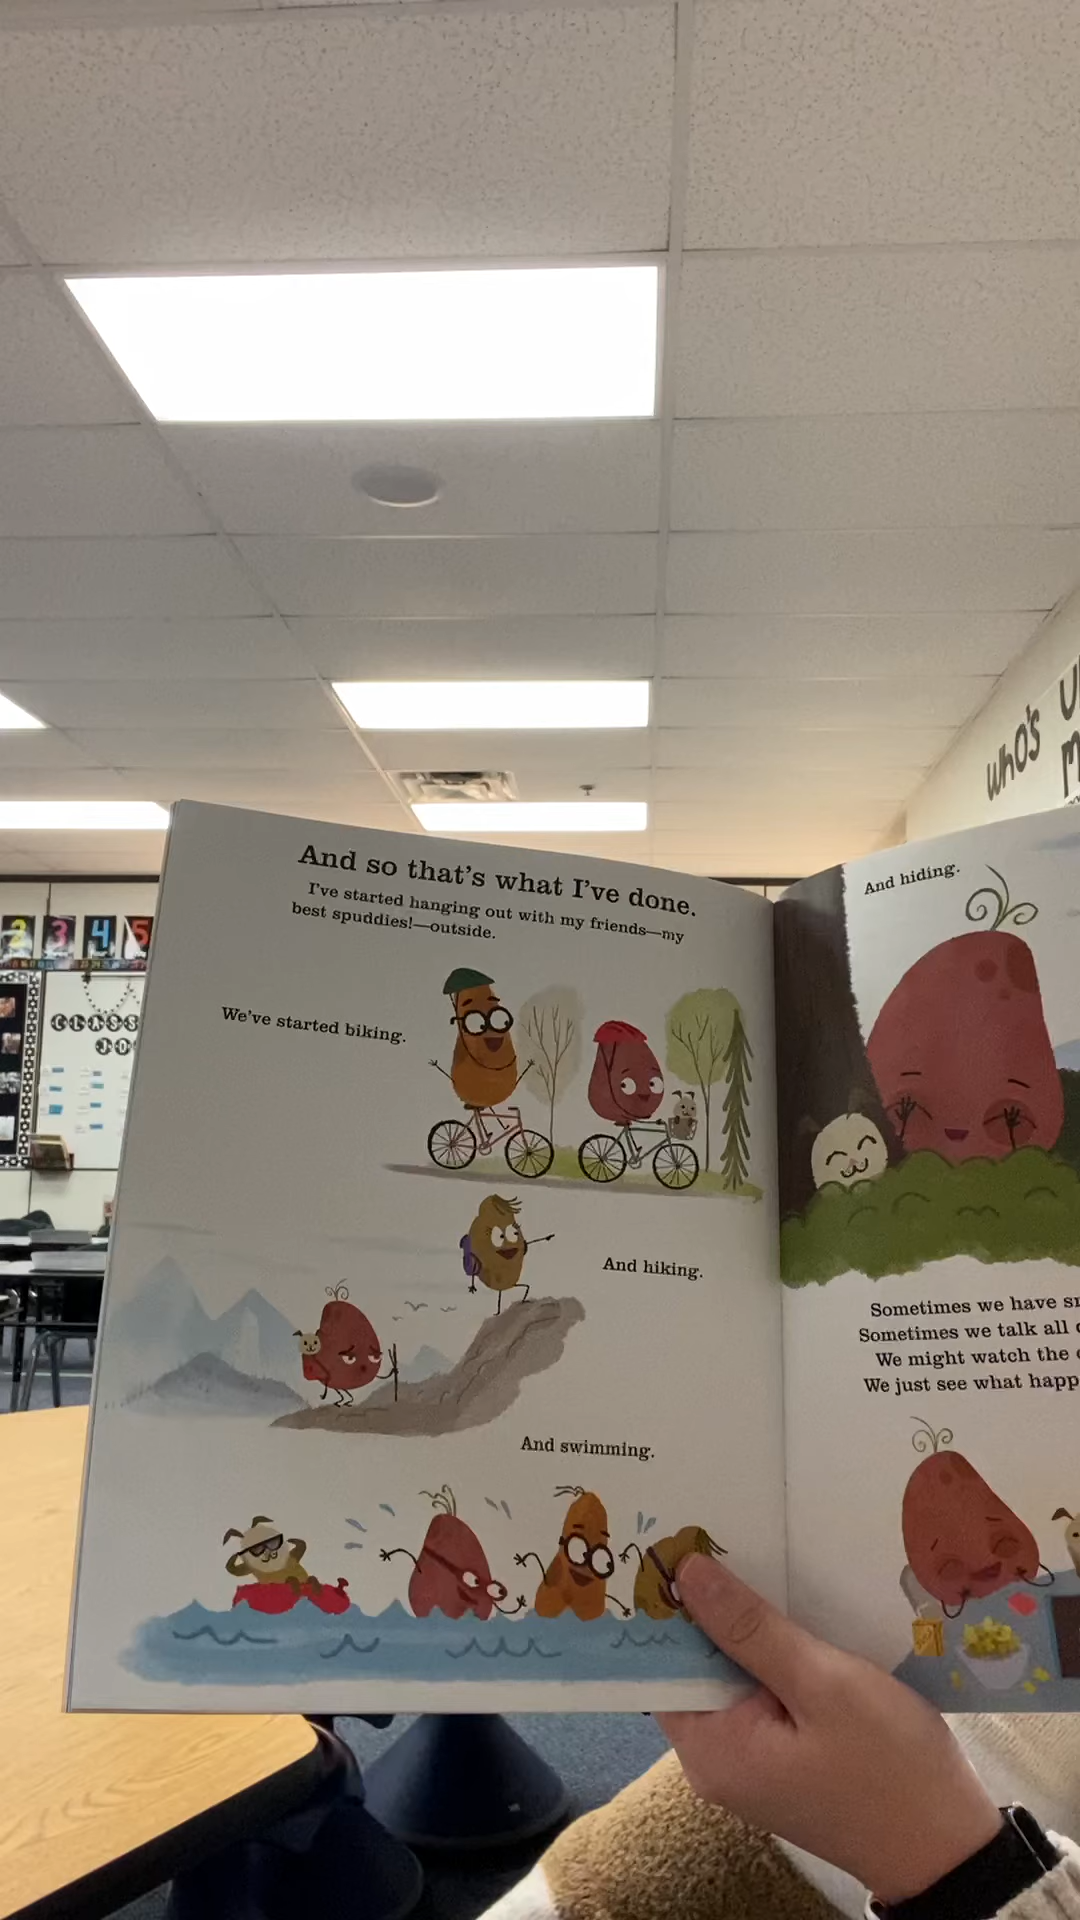 2 3 4 5
CLASS
JO
WHO'S
And so that's what I've done.
I've started hanging out with my friends—my
best spuddies!—outside.
We've started biking.
And hiking.
And swimming.
And hiding.
Sometimes we have
Sometimes we talk all
We might watch the
We just see what